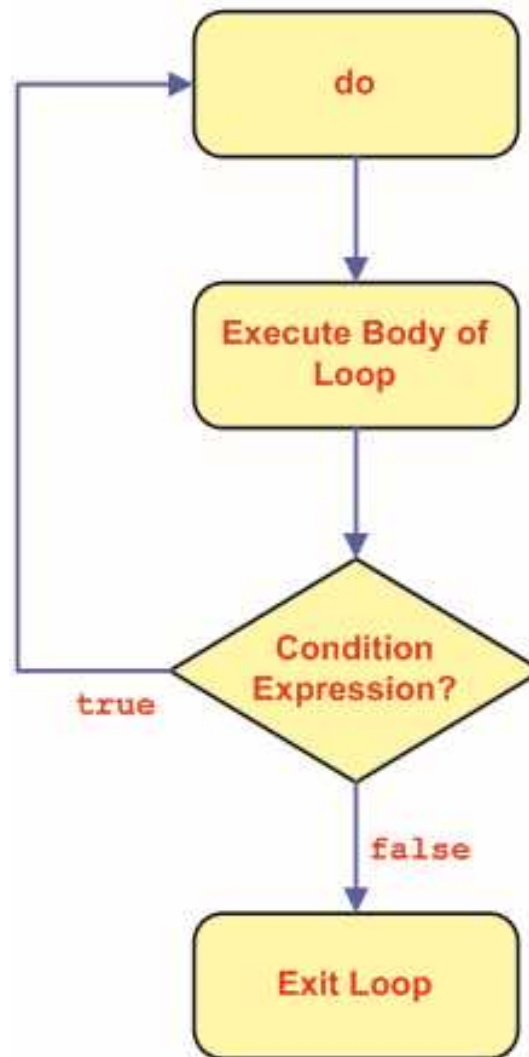 do
Execute Body of
Loop
Condition
Expression?
true
false
Exit Loop